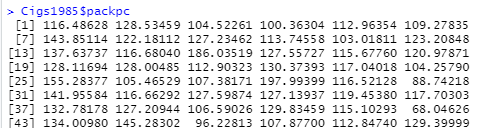 > Cigs1985$packpc
[1] 116.48628 128.53459 104.52261 100.36304 112.96354 109.27835
[7] 143.85114 122.18112 127.23462 113.74558 103.01811 123.20848
[13] 137.63737 116.68040 186.03519 127.55727 115.67760 120.97871
[19] 128.11694 128.00485 112.90323 130.37393 117.04018 104.25790
[25] 155.28377 105.46529 107.38171 197.99399 116.52128 88.74218
[31] 141.95584 116.66292 127.59874 127.13937 119.45380 117.70303
[37] 132.78178 127.20944 106.59026 129.83459 115.10293 68.04626
[43] 134.00980 145.28302 96.22813 107.87700 112.84740 129.39999